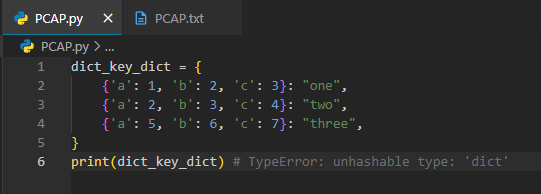 PCAP.py
PCAP.txt
PCAP.py > ...
1 dict_key_dict = {
2     {'a': 1, 'b': 2, 'c': 3}: "one",
3     {'a': 2, 'b': 3, 'c': 4}: "two",
4     {'a': 5, 'b': 6, 'c': 7}: "three",
5 }
6 print(dict_key_dict) # TypeError: unhashable type: 'dict'